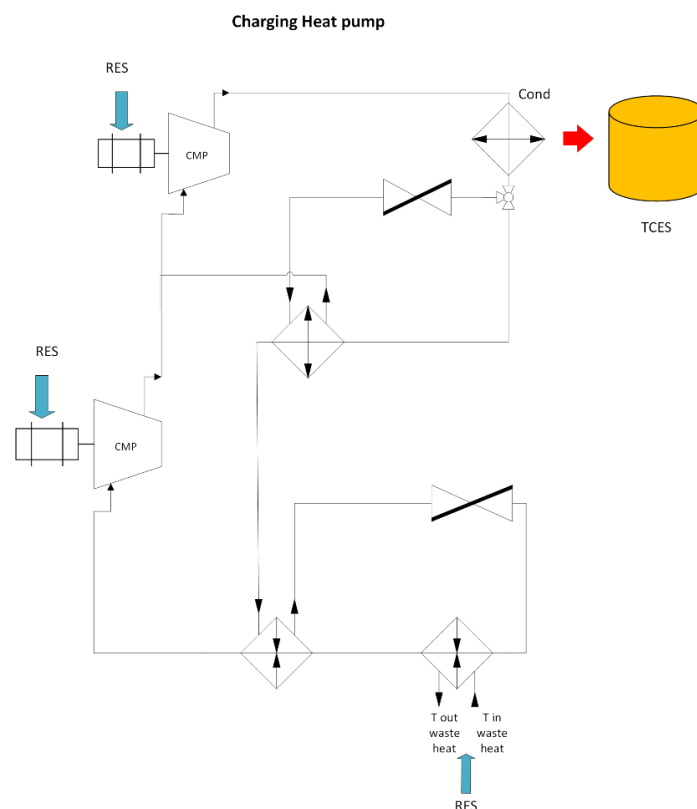 Charging Heat pump
RES
Cond
CMP
TCES
RES
CMP
T out
waste
heat
T in
waste
heat
RES